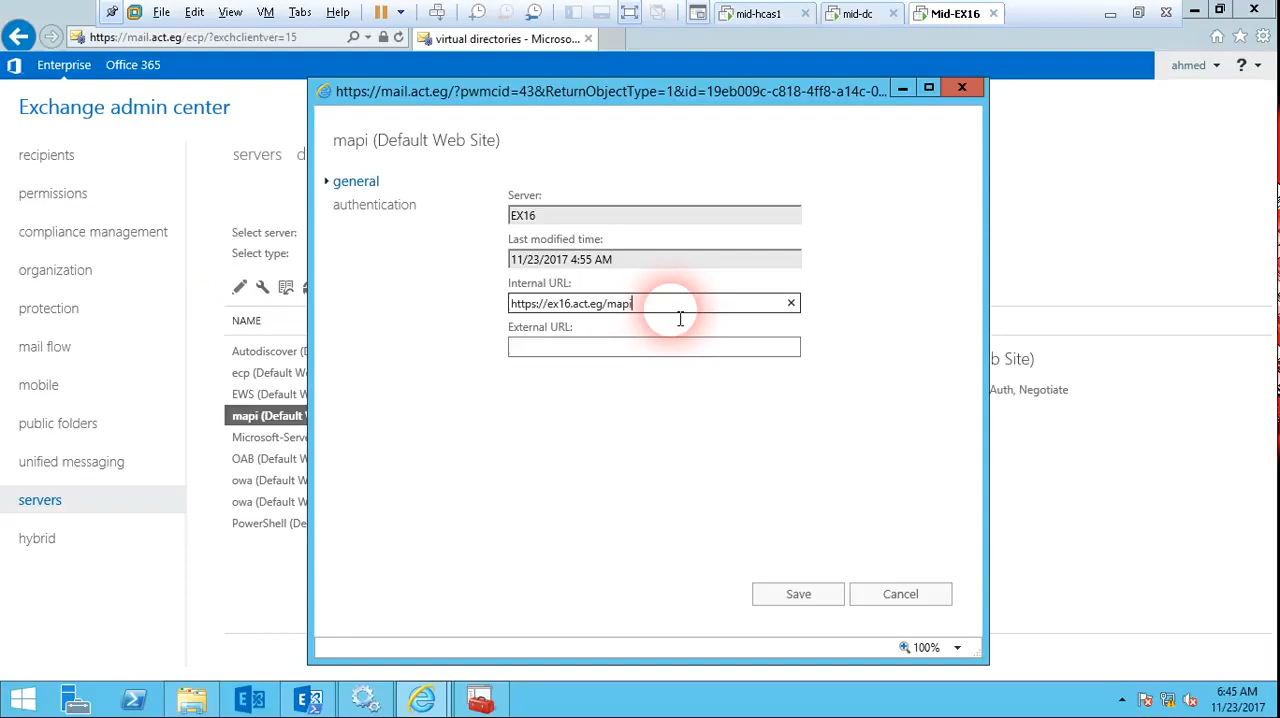 File Edit View VM Tabs Help
mid-hcas1
mid-dc
Mid-EX16
https://mail.act.eg/ecp/?exchclientver=15
virtual directories - Microso...
Enterprise Office 365
ahmed
?
Exchange admin center
recipients
permissions
compliance management
organization
protection
mail flow
mobile
public folders
unified messaging
servers
hybrid
servers d
Select server:
Select type:
NAME
Autodiscover (D
ecp (Default We
EWS (Default W
mapi (Default W
Microsoft-Serve
OAB (Default W
owa (Default W
owa (Default W
PowerShell (De
b Site)
Auth, Negotiate
https://mail.act.eg/?pwmcid=43&ReturnObjectType=1&id=19eb009c-c818-4ff8-a14c-0...
mapi (Default Web Site)
general
authentication
Server:
EX16
Last modified time:
11/23/2017 4:55 AM
Internal URL:
https://ex16.act.eg/mapi
External URL:
Save
Cancel
100%
6:45 AM
11/23/2017